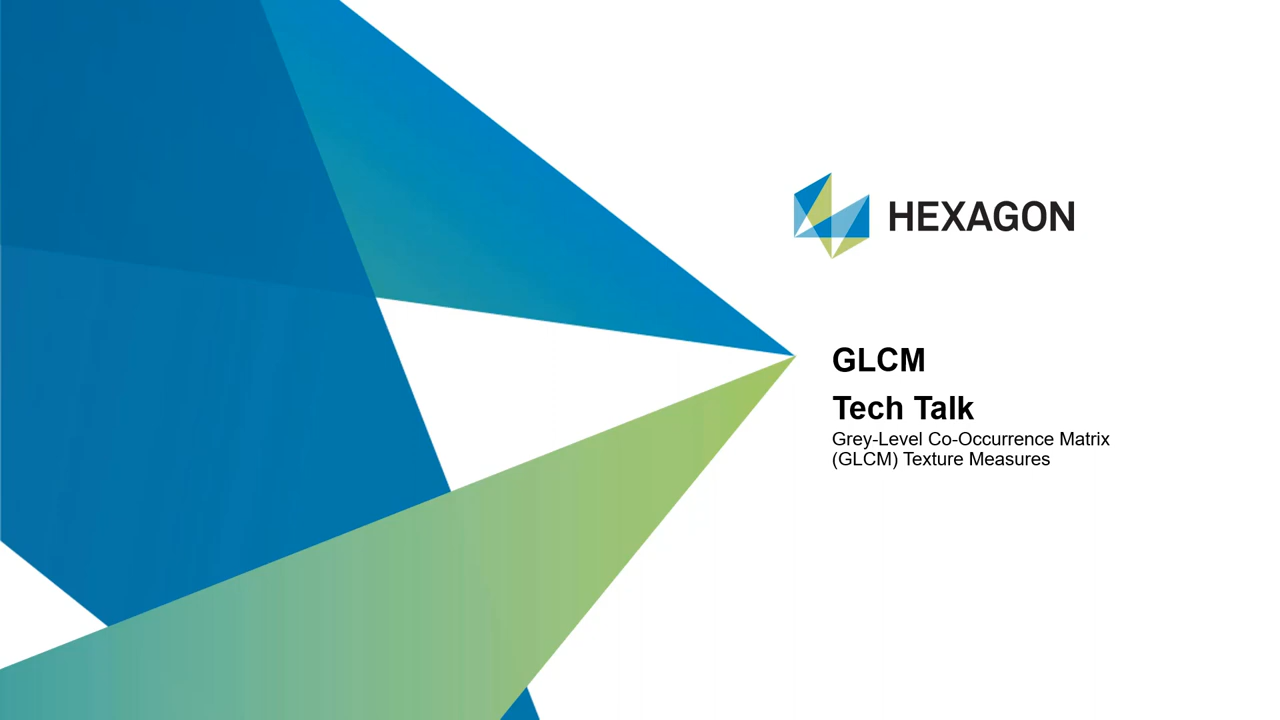 HEXAGON
GLCM
Tech Talk
Grey-Level Co-Occurrence Matrix
(GLCM) Texture Measures